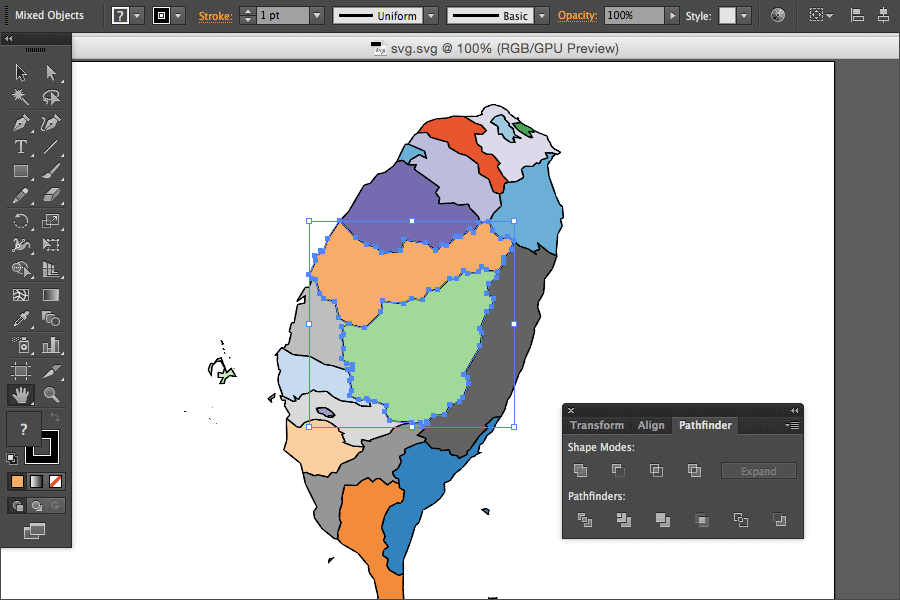 Mixed Objects ? Stroke: 1 pt Uniform Basic Opacity: 100% Style:
svg.svg @ 100% (RGB/GPU Preview)
T
?
Transform Align Pathfinder
Shape Modes:
Expand
Pathfinders: